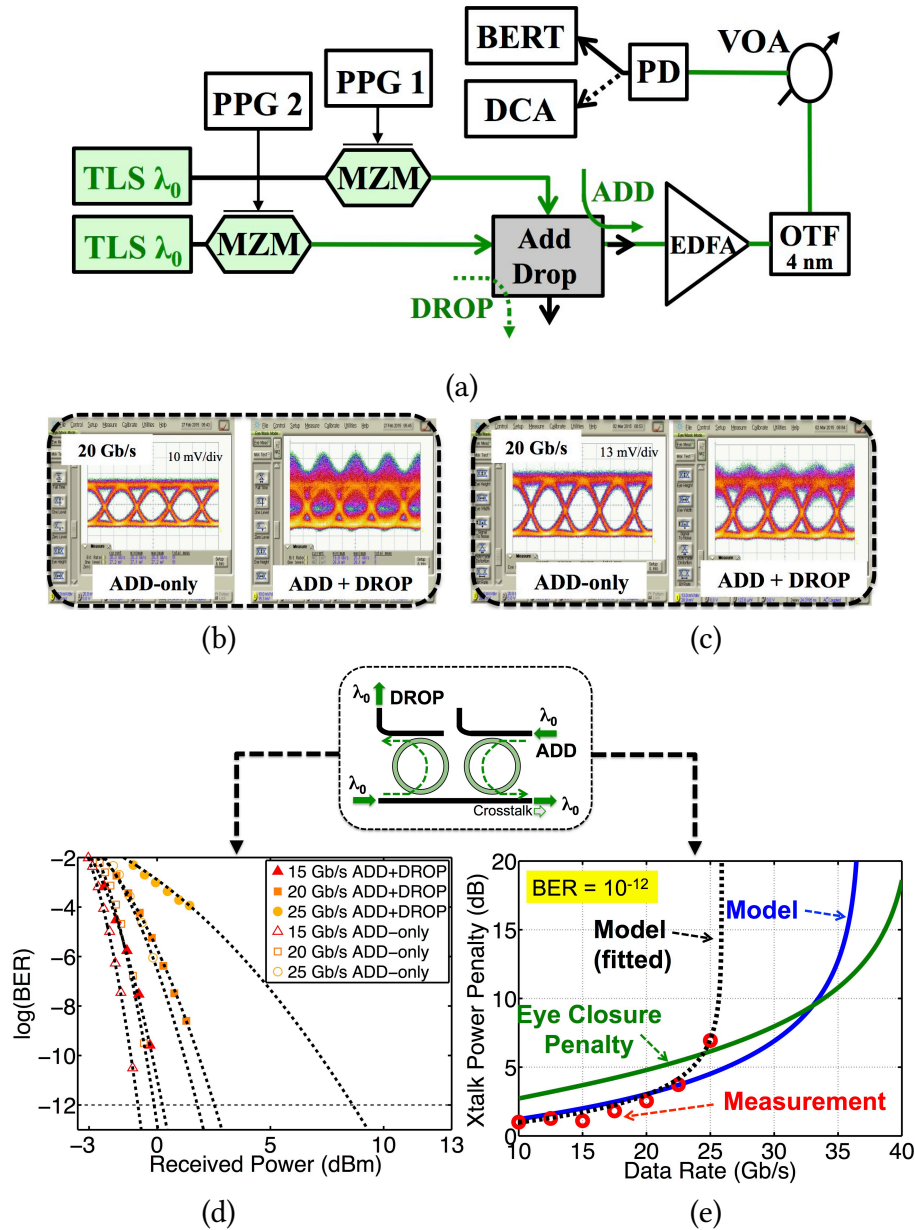 BERT
PD
VOA
DCA
PPG 1
PPG 2
TLS λ0
MZM
TLS λ0
MZM
ADD
Add
Drop
DROP
EDFA
OTF
4 nm
(a)
20 Gb/s
10 mV/div
ADD-only
ADD + DROP
20 Gb/s
13 mV/div
ADD-only
ADD + DROP
(b)
(c)
λ0
DROP
λ0
ADD
λ0
Crosstalk
λ0
log(BER)
−2
−4
−6
−8
−10
−12
−3
0
5
10
13
Received Power (dBm)
15 Gb/s ADD+DROP
20 Gb/s ADD+DROP
25 Gb/s ADD+DROP
15 Gb/s ADD−only
20 Gb/s ADD−only
25 Gb/s ADD−only
Xtalk Power Penalty (dB)
20
15
10
5
0
10
15
20
25
30
35
40
Data Rate (Gb/s)
BER = 10-12
Model
(fitted)
Model
Eye Closure
Penalty
Measurement
(d)
(e)